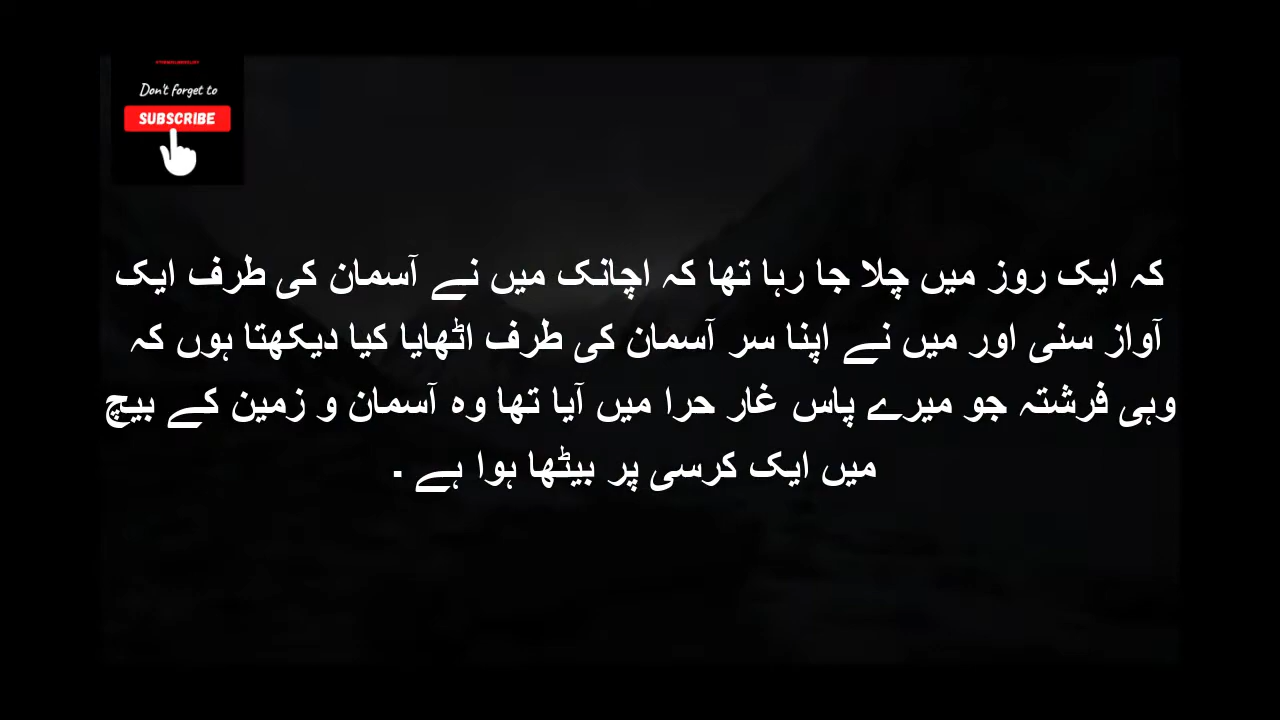 Don't forget to
SUBSCRIBE
کہ ایک روز میں چلا جا رہا تھا کہ اچانک میں نے آسمان کی طرف ایک
آواز سنی اور میں نے اپنا سر آسمان کی طرف اٹھایا کیا دیکھتا ہوں کہ
وہی فرشتہ جو میرے پاس غار حرا میں آیا تھا وہ آسمان و زمین کے بیچ
میں ایک کرسی پر بیٹھا ہوا ہے ۔